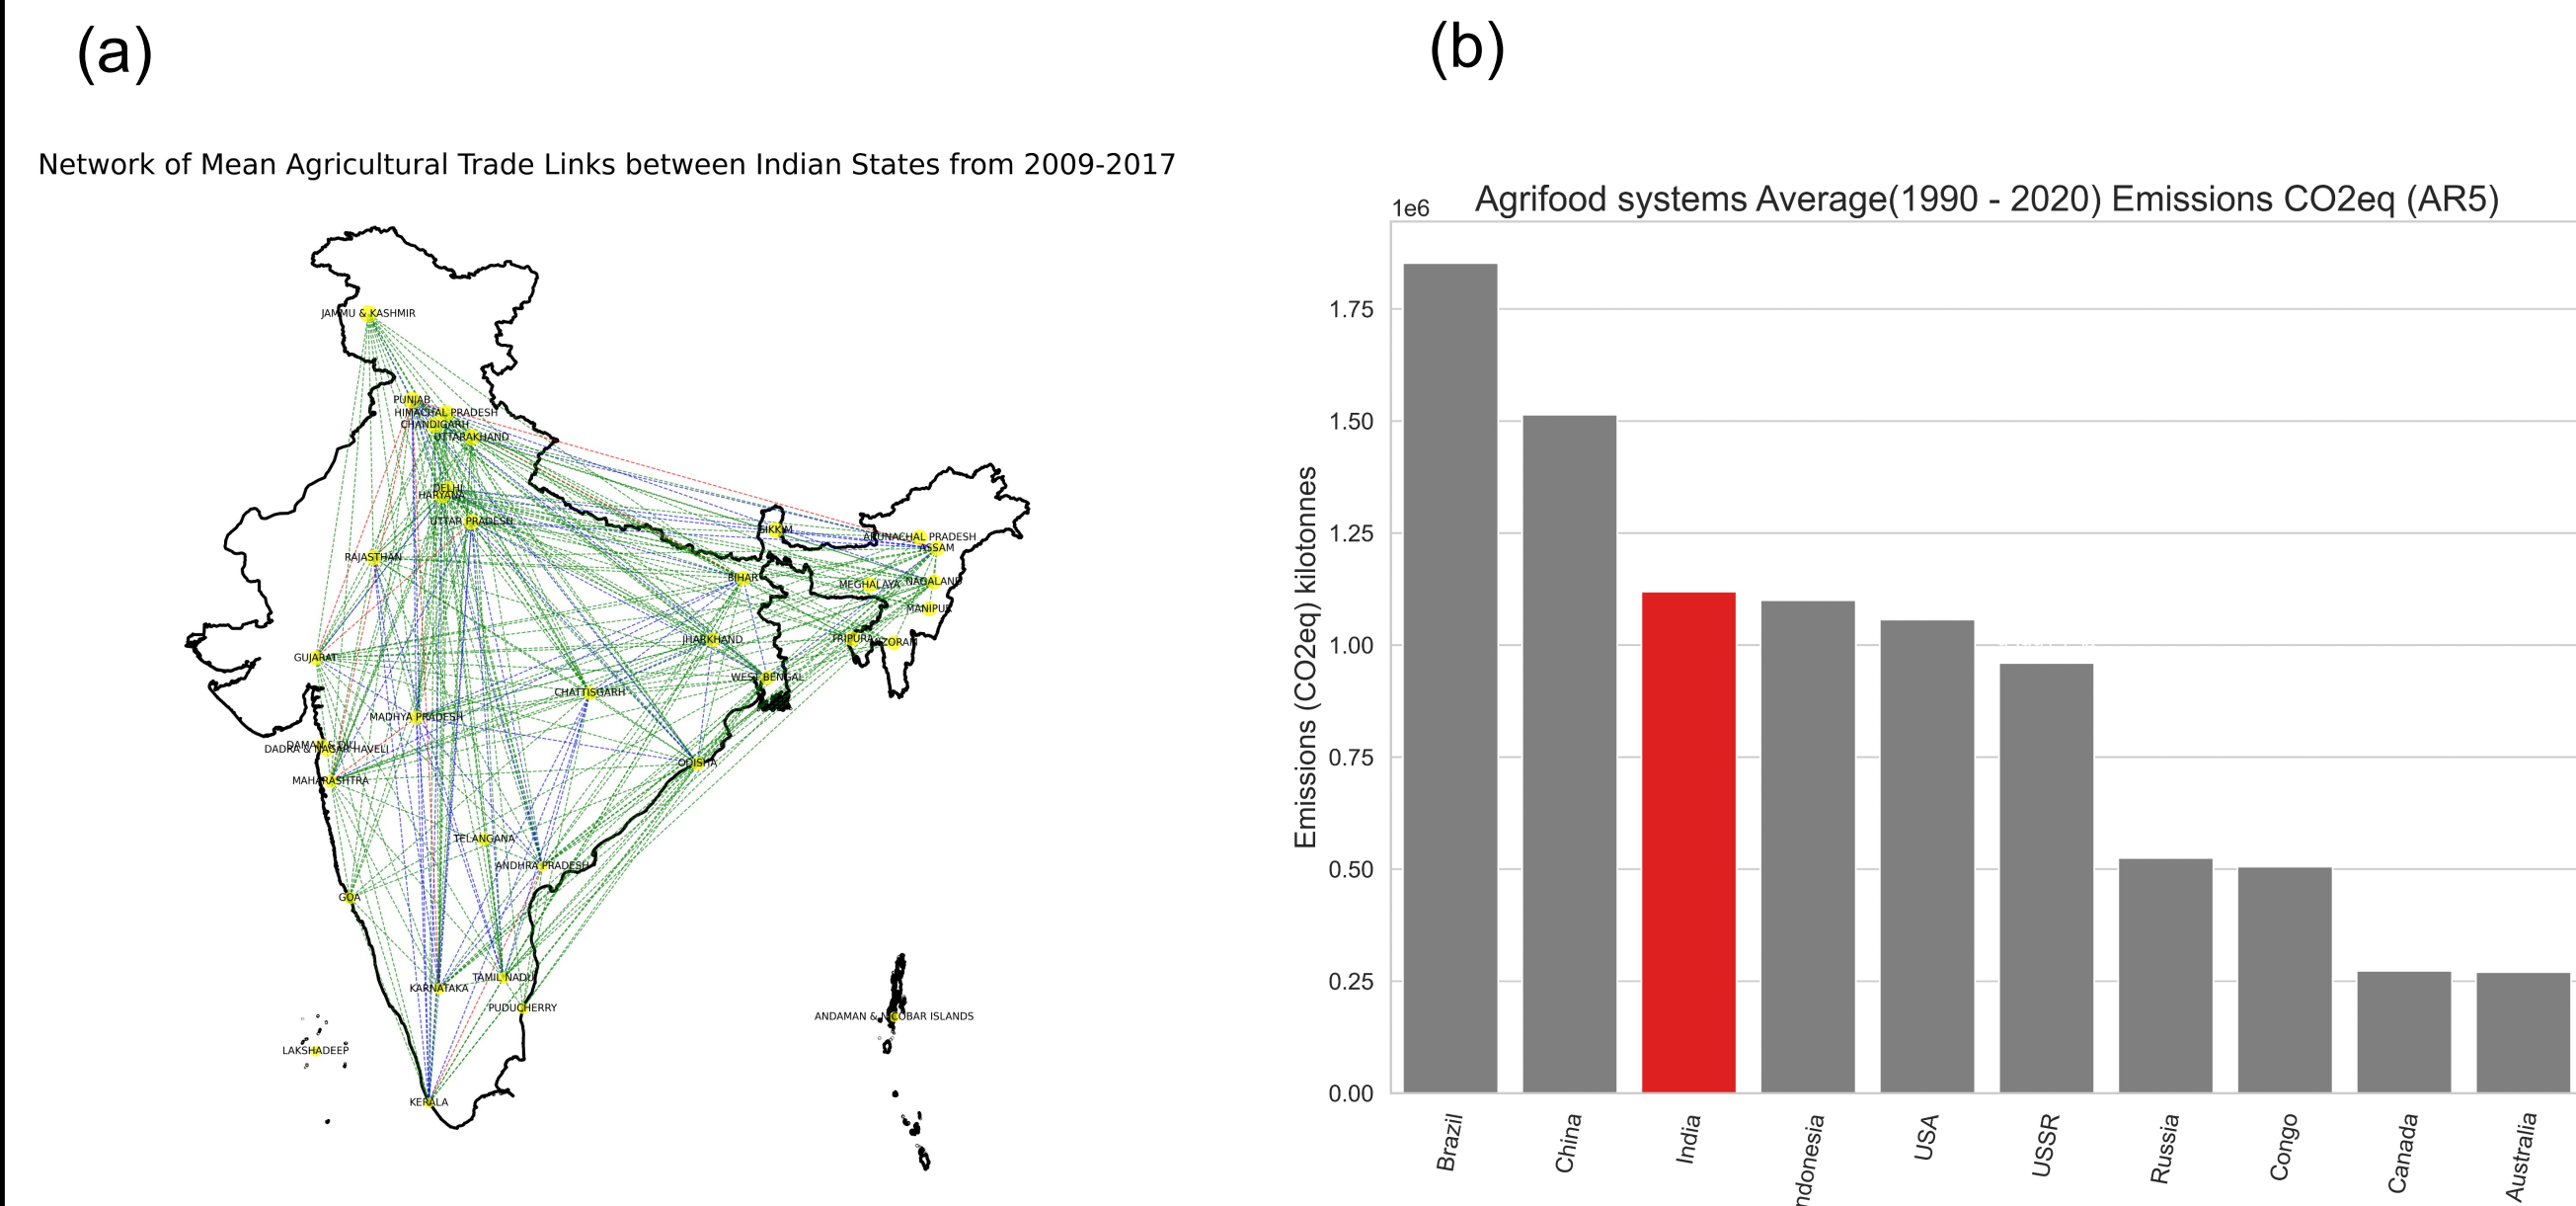 (a)
Network of Mean Agricultural Trade Links between Indian States from 2009-2017
JAMMU & KASHMIR
PUNJAB
HIMACHAL PRADESH
CHANDIGARH
UTTARAKHAND
DELHI
HARYANA
UTTAR PRADESH
SIKKIM
ARUNACHAL PRADESH
ASSAM
RAJASTHAN
BIHAR
MEGHALAYA
NAGALAND
MANIPUR
JHARKHAND
TRIPURA
GUJARAT
WEST BENGAL
CHATTISGARH
MADHYA PRADESH
DADRA & NAGAR HAVELI
ODISHA
MAHARASHTRA
TELANGANA
ANDHRA PRADESH
GOA
TAMIL NADU
KARNATAKA
PUDUCHERRY
ANDAMAN & NICOBAR ISLANDS
LAKSHADEEP
KERALA
(b)
Agrifood systems Average(1990 - 2020) Emissions CO2eq (AR5)
1e6
Emissions (CO2eq) kilotonnes
1.75
1.50
1.25
1.00
0.75
0.50
0.25
0.00
Brazil
China
India
ndonesia
USA
USSR
Russia
Congo
Canada
Australia